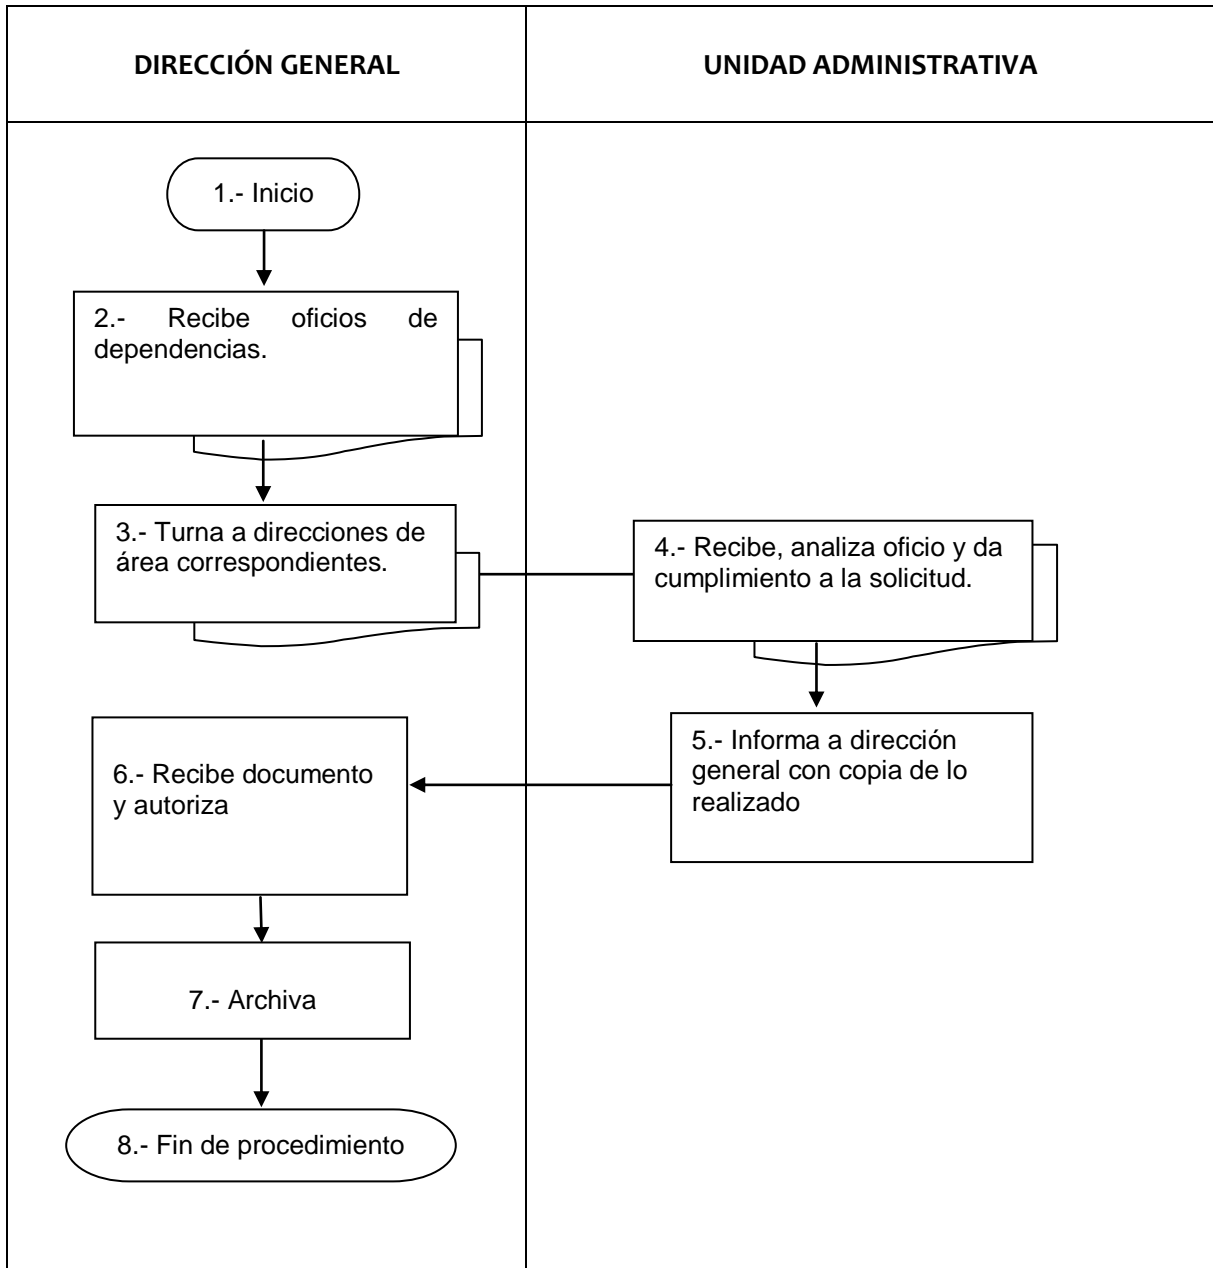 DIRECCIÓN GENERAL
UNIDAD ADMINISTRATIVA
1.- Inicio
2.- Recibe oficios de
dependencias.
3.- Turna a direcciones de
área correspondientes.
4.- Recibe, analiza oficio y da
cumplimiento a la solicitud.
5.- Informa a dirección
general con copia de lo
realizado
6.- Recibe documento
y autoriza
7.- Archiva
8.- Fin de procedimiento